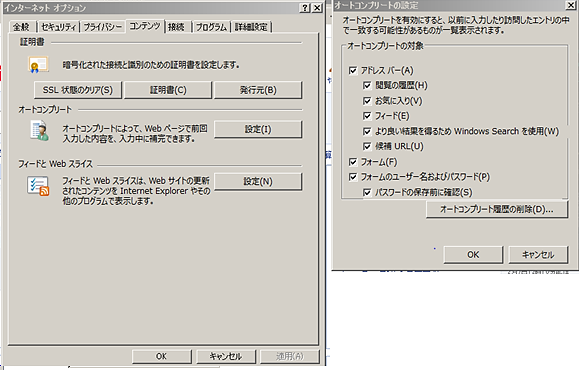 インターネット オプション
全般 セキュリティ プライバシー コンテンツ 接続 プログラム 詳細設定
証明書
暗号化された接続と識別のための証明書を設定します。
SSL 状態のクリア(S) 証明書(C) 発行元(B)
オートコンプリート
オートコンプリートによって、Web ページで前回
入力した内容を、入力中に補完できます。
設定(I)
フィードと Web スライス
フィードと Web スライスは、Web サイトの更新
されたコンテンツを Internet Explorer やその
他のプログラムで表示します。
設定(N)
OK キャンセル 適用(A)
オートコンプリートの設定
オートコンプリートを有効にすると、以前に入力したり訪問したエントリの中
で一致する可能性があるものが一覧表示されます。
オートコンプリートの対象
アドレス バー(A)
閲覧の履歴(H)
お気に入り(V)
フィード(E)
より良い結果を得るため Windows Search を使用(W)
候補 URL(U)
フォーム(F)
フォームのユーザー名およびパスワード(P)
パスワードの保存前に確認(S)
オートコンプリート履歴の削除(D)...
OK キャンセル